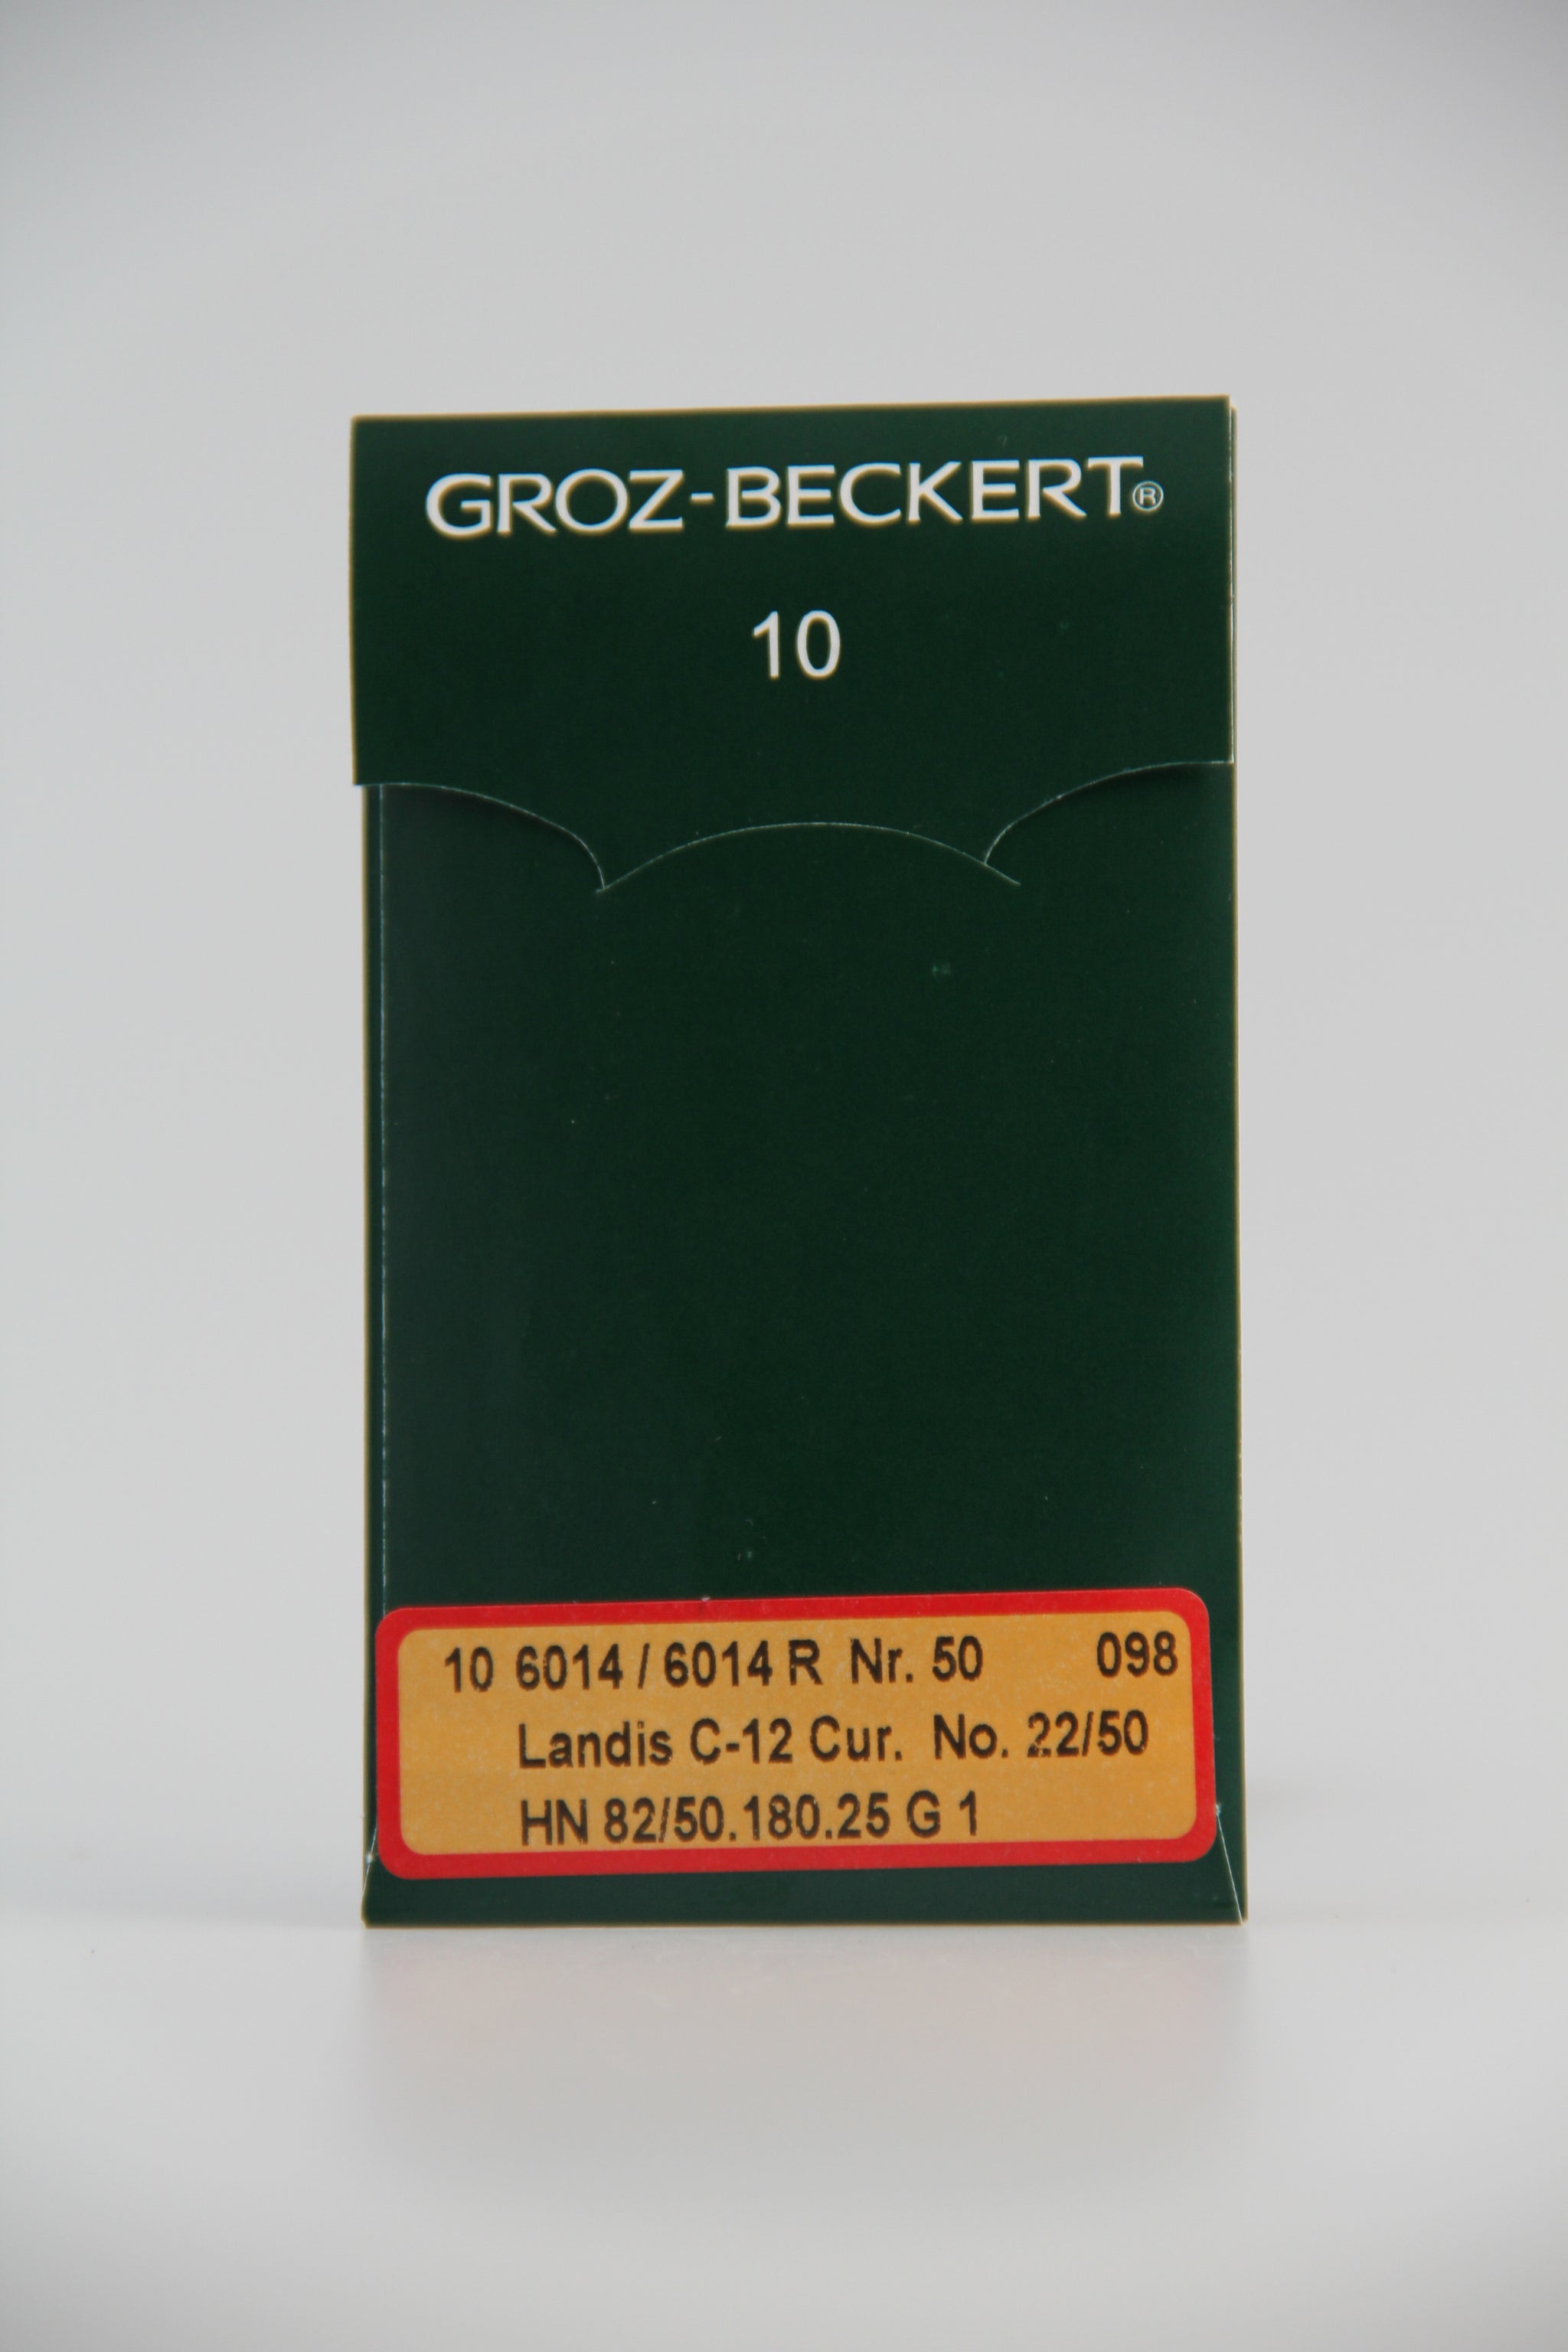 GROZ-BECKERT®
10
10 6014 / 6014 R Nr. 50 098
Landis C-12 Cur. No. 22/50
HN 82/50.180.25 G 1